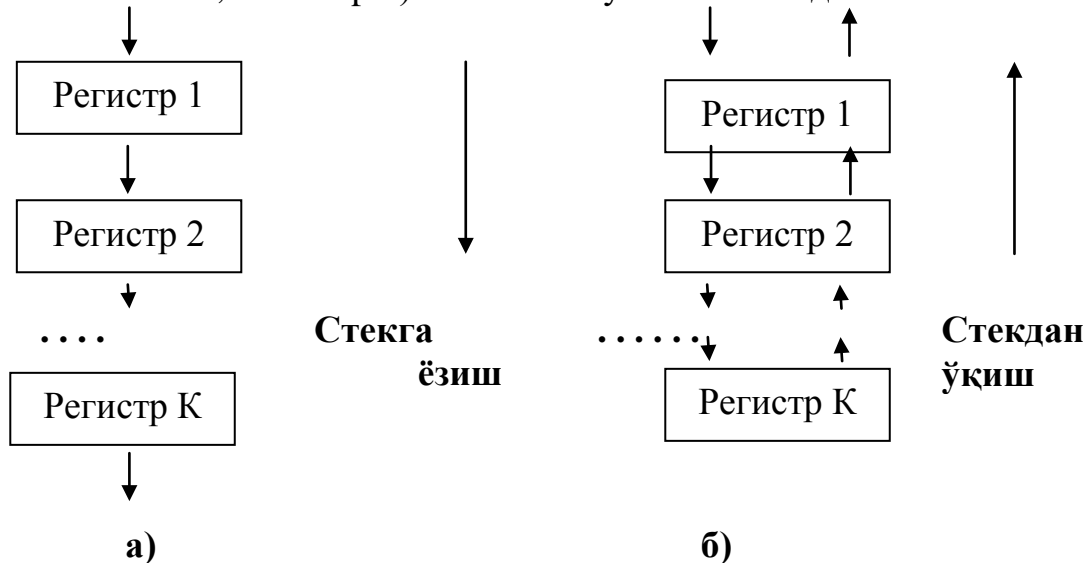 Регистр 1
Регистр 1
Регистр 2
Регистр 2
. . . .
Стекга
ёзиш
. . . . . .
Стекдан
ўқиш
Регистр К
Регистр К
а)
б)